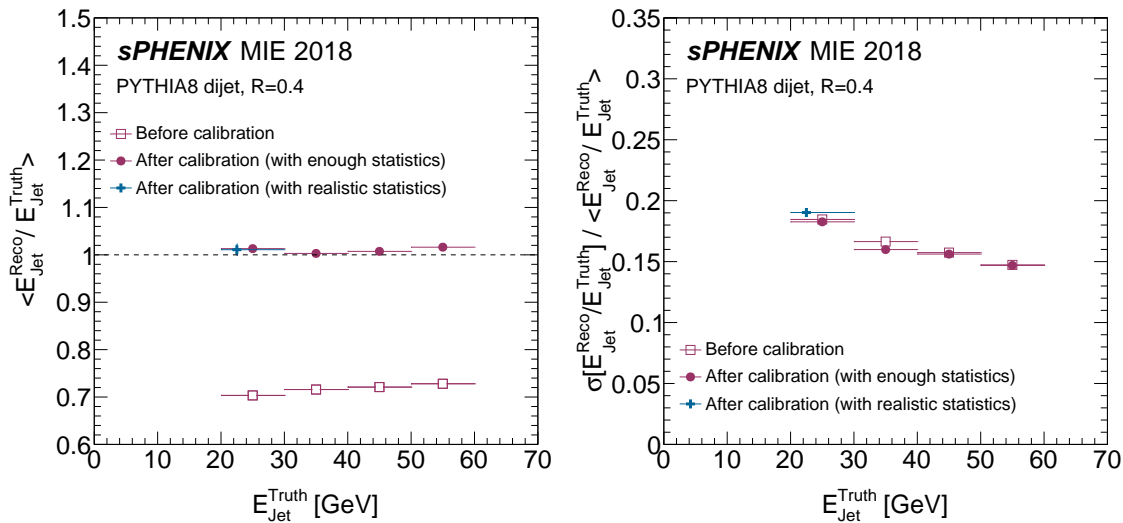 sPHENIX MIE 2018
PYTHIA8 dijet, R=0.4
Before calibration
After calibration (with enough statistics)
After calibration (with realistic statistics)
<E_Jet^Reco / E_Jet^Truth>
1.5
1.4
1.3
1.2
1.1
1
0.9
0.8
0.7
0.6
0 10 20 30 40 50 60 70
E_Jet^Truth [GeV]
sPHENIX MIE 2018
PYTHIA8 dijet, R=0.4
Before calibration
After calibration (with enough statistics)
After calibration (with realistic statistics)
σ[E_Jet^Reco/E_Jet^Truth] / <E_Jet^Reco / E_Jet^Truth>
0.35
0.3
0.25
0.2
0.15
0.1
0.05
0
0 10 20 30 40 50 60 70
E_Jet^Truth [GeV]